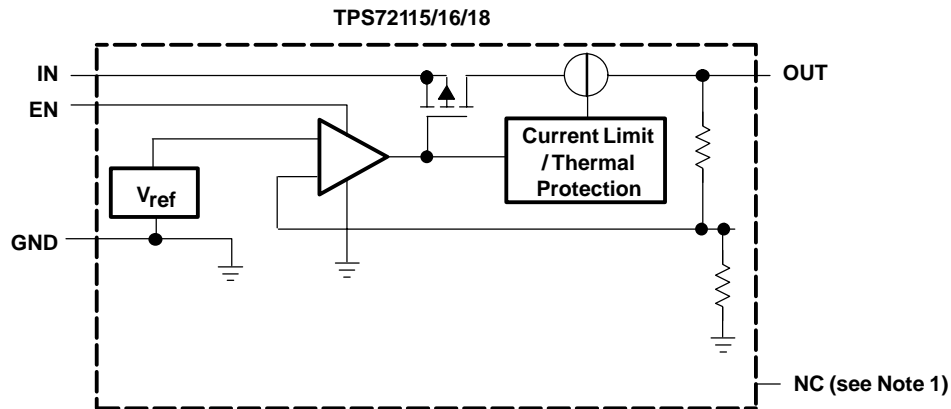 TPS72115/16/18
IN
OUT
EN
Current Limit
/ Thermal
Protection
Vref
GND
NC (see Note 1)